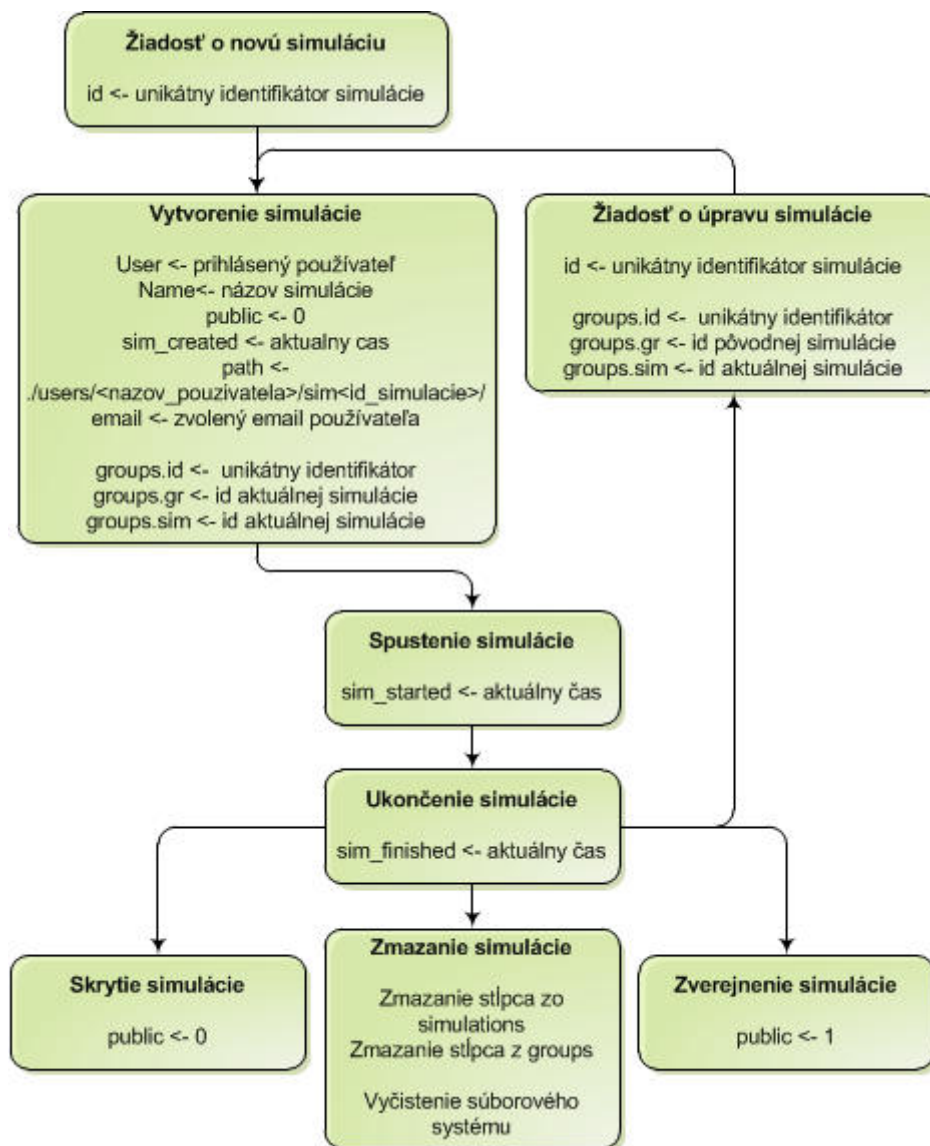 Žiadosť o novú simuláciu
id <- unikátny identifikátor simulácie
Vytvorenie simulácie
User <- prihlásený používateľ
Name<- názov simulácie
public <- 0
sim_created <- aktualny cas
path <-
./users/<nazov_pouzivatela>/sim<id_simulacie>/
email <- zvolený email používateľa
groups.id <- unikátny identifikátor
groups.gr <- id aktuálnej simulácie
groups.sim <- id aktuálnej simulácie
Žiadosť o úpravu simulácie
id <- unikátny identifikátor simulácie
groups.id <- unikátny identifikátor
groups.gr <- id pôvodnej simulácie
groups.sim <- id aktuálnej simulácie
Spustenie simulácie
sim_started <- aktuálny čas
Ukončenie simulácie
sim_finished <- aktuálny čas
Skrytie simulácie
public <- 0
Zmazanie simulácie
Zmazanie stĺpca zo
simulations
Zmazanie stĺpca z groups
Vyčistenie súborového
systému
Zverejnenie simulácie
public <- 1